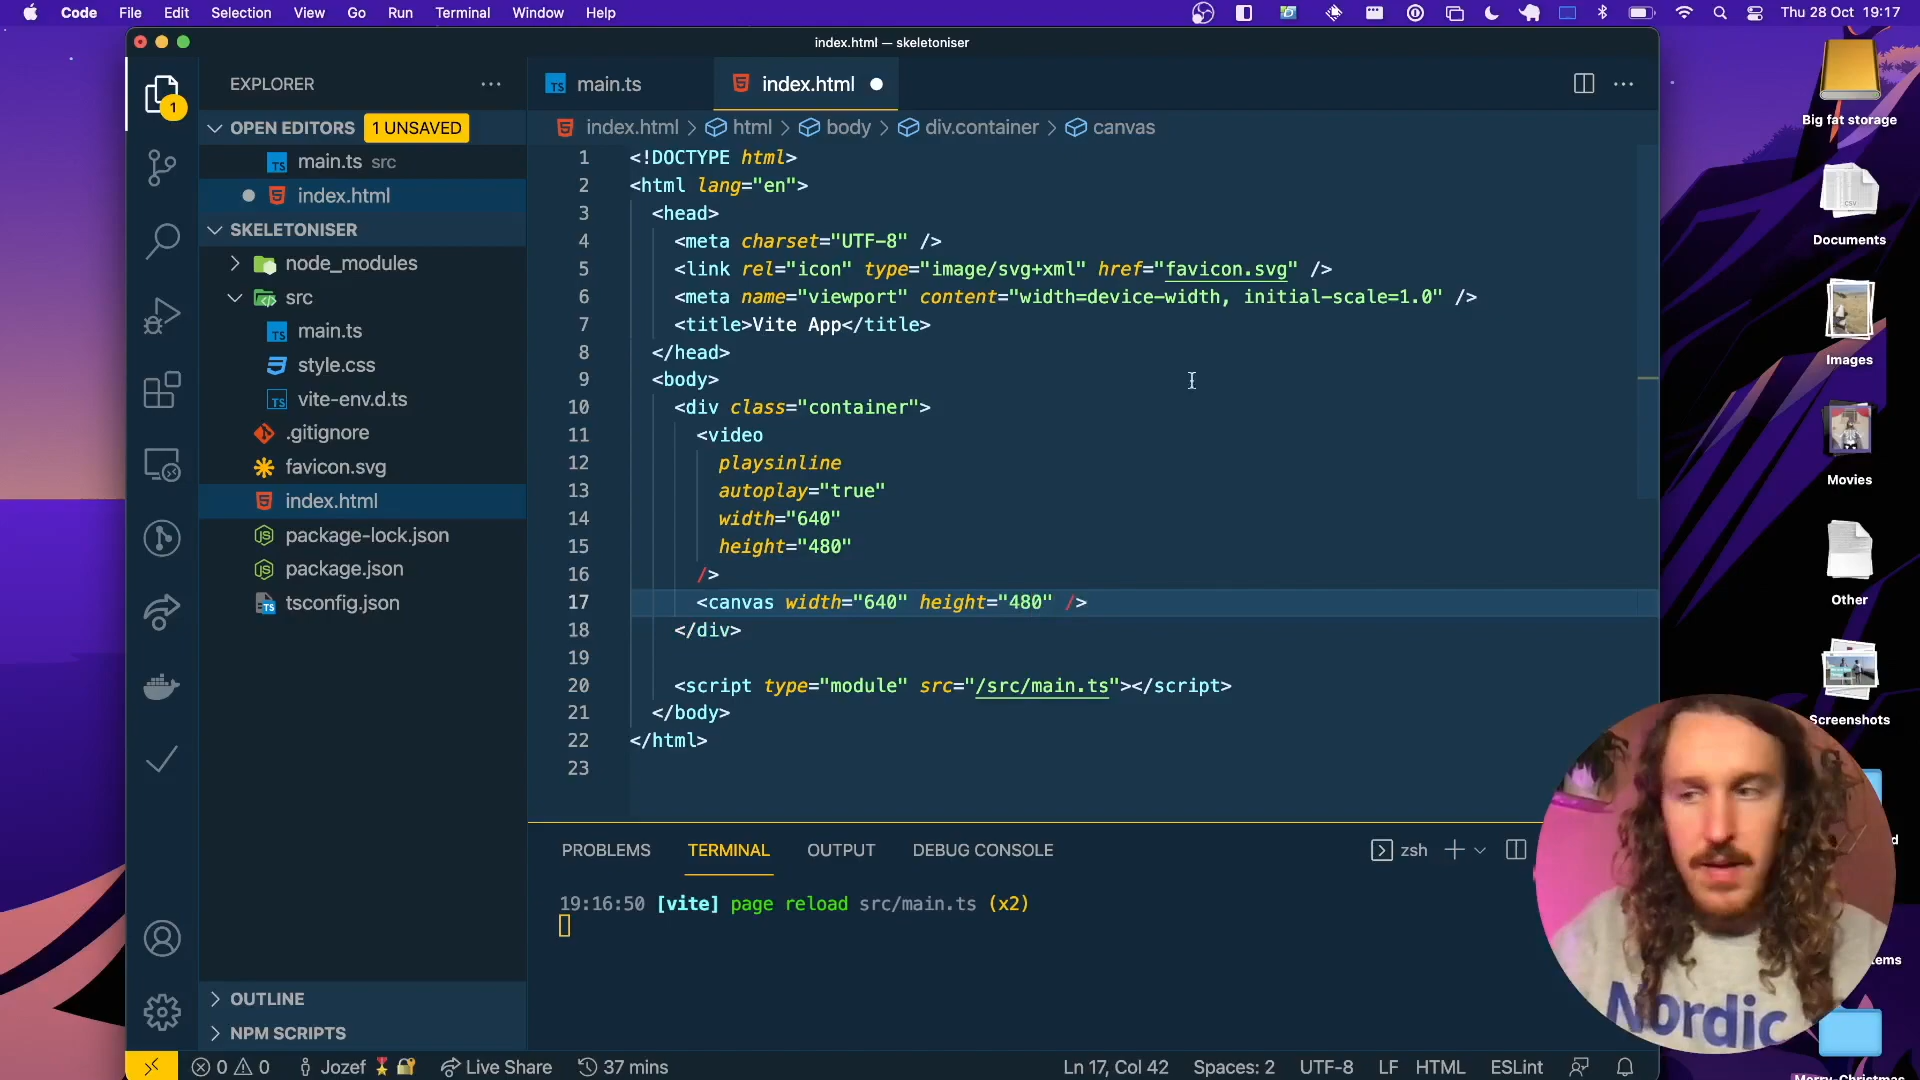 Code File Edit Selection View Go Run Terminal Window Help
Thu 28 Oct 19:17
index.html — skeletoniser
EXPLORER
main.ts
index.html
OPEN EDITORS 1 UNSAVED
1
index.html > html > body > div.container > canvas
main.ts src
index.html
SKELETONISER
node_modules
src
main.ts
style.css
vite-env.d.ts
.gitignore
favicon.svg
index.html
package-lock.json
package.json
tsconfig.json
OUTLINE
NPM SCRIPTS
1 <!DOCTYPE html>
2 <html lang="en">
3 <head>
4 <meta charset="UTF-8" />
5 <link rel="icon" type="image/svg+xml" href="favicon.svg" />
6 <meta name="viewport" content="width=device-width, initial-scale=1.0" />
7 <title>Vite App</title>
8 </head>
9 <body>
10 <div class="container">
11 <video
12 playsinline
13 autoplay="true"
14 width="640"
15 height="480"
16 />
17 <canvas width="640" height="480" />
18 </div>
19
20 <script type="module" src="/src/main.ts"></script>
21 </body>
22 </html>
23
PROBLEMS TERMINAL OUTPUT DEBUG CONSOLE
zsh
19:16:50 [vite] page reload src/main.ts (x2)
0 0 Jozef Live Share 37 mins
Ln 17, Col 42 Spaces: 2 UTF-8 LF HTML ESLint
Big fat storage
CSV
Documents
Images
Movies
Other
Screenshots
Nordic